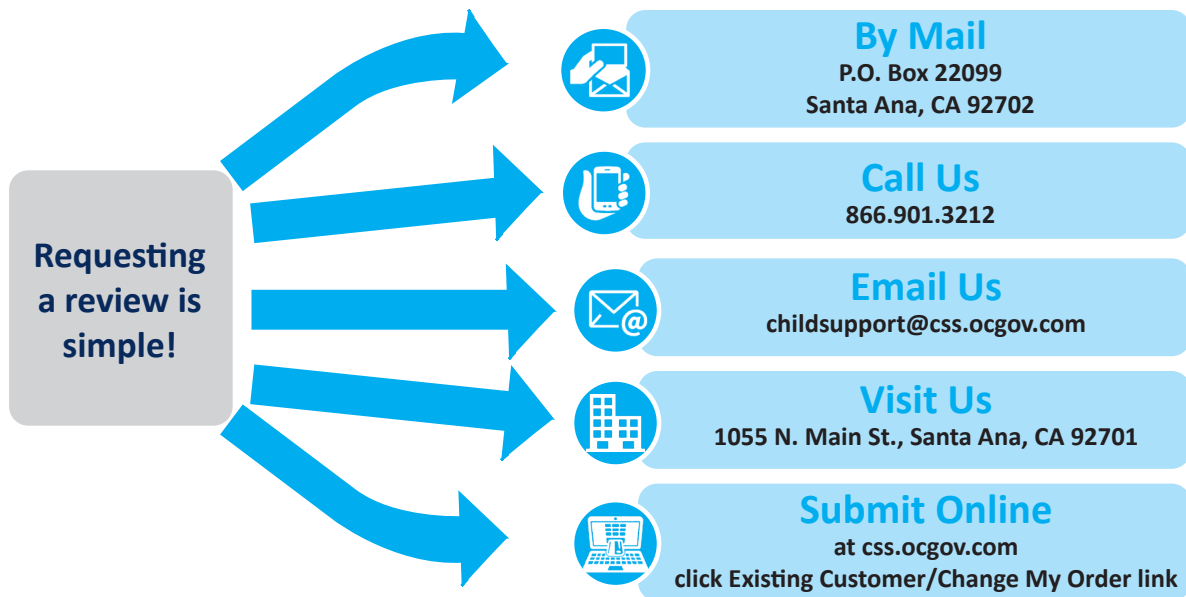 Requesting
a review is
simple!
By Mail
P.O. Box 22099
Santa Ana, CA 92702
Call Us
866.901.3212
Email Us
childsupport@css.ocgov.com
Visit Us
1055 N. Main St., Santa Ana, CA 92701
Submit Online
at css.ocgov.com
click Existing Customer/Change My Order link